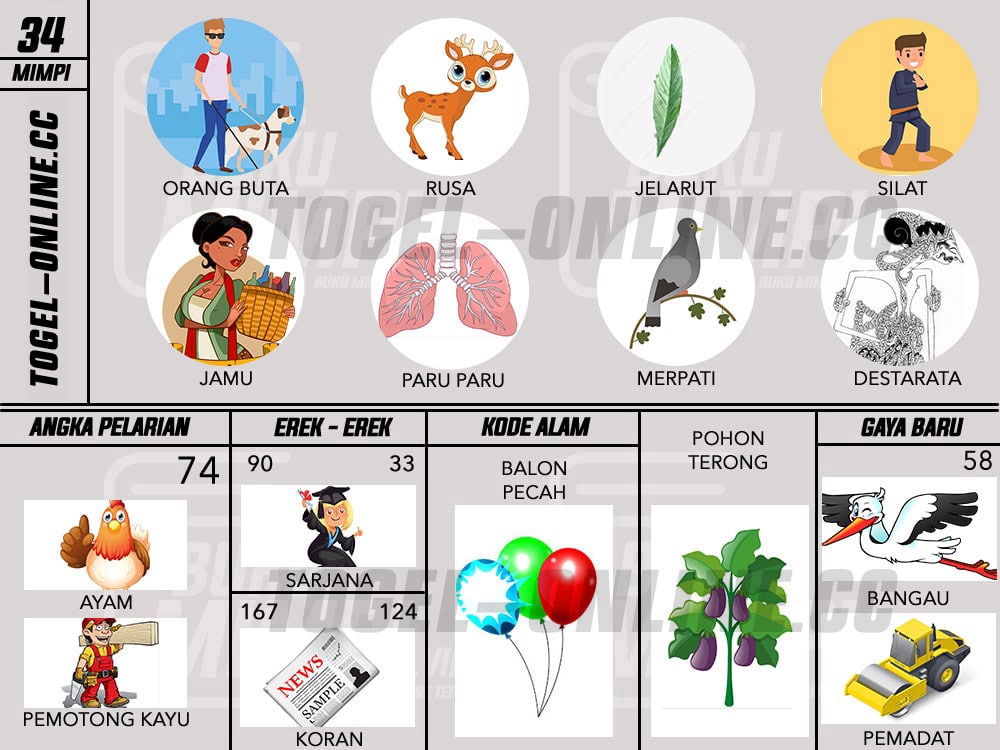 34
MIMPI
TOGEL-ONLINE.CC
ORANG BUTA
RUSA
JELARUT
SILAT
TOGEL-ONLINE.CC
JAMU
PARU PARU
MERPATI
DESTARATA
ANGKA PELARIAN
74
AYAM
PEMOTONG KAYU
EREK - EREK
90 33
SARJANA
167 124
NEWS
SAMPLE
KORAN
KODE ALAM
BALON
PECAH
POHON
TERONG
GAYA BARU
58
BANGAU
TOGEL-ONLINE.CC
PEMADAT